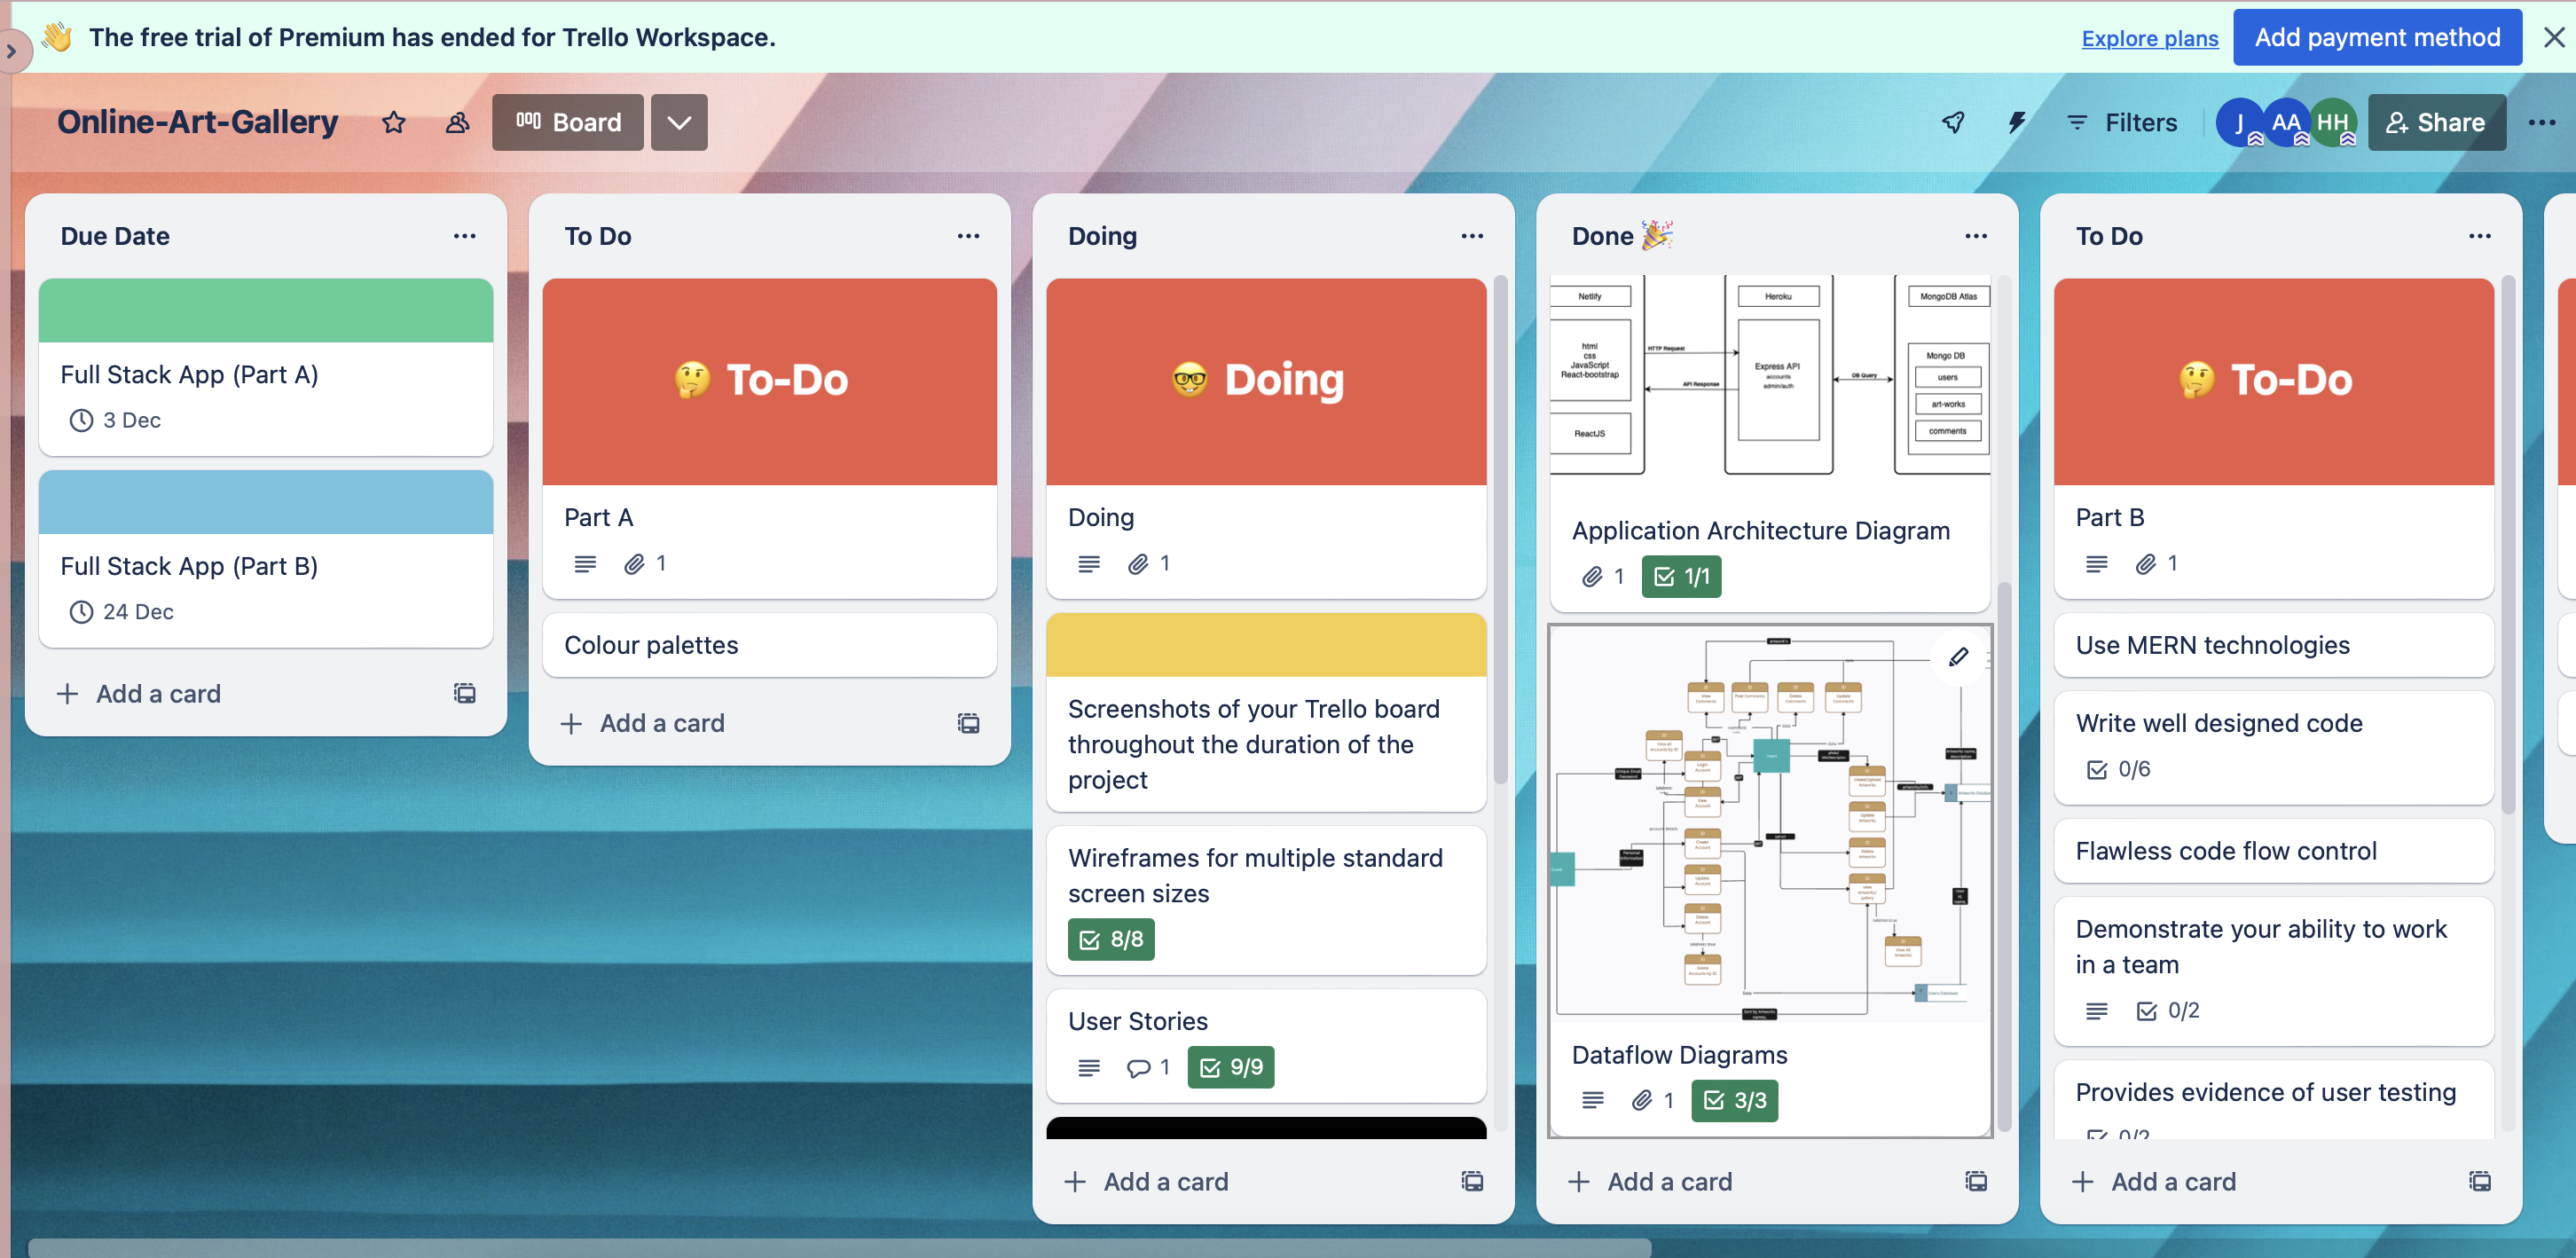 👋 The free trial of Premium has ended for Trello Workspace.
Explore plans
Add payment method
Online-Art-Gallery
Board
Filters
J
AA
HH
Share
Due Date
Full Stack App (Part A)
3 Dec
Full Stack App (Part B)
24 Dec
Add a card
To Do
🤔 To-Do
Part A
1
Colour palettes
Add a card
Doing
🤓 Doing
Doing
1
Screenshots of your Trello board
throughout the duration of the
project
Wireframes for multiple standard
screen sizes
8/8
User Stories
1
9/9
Add a card
Done 🎉
Netlify
html
css
JavaScript
React-bootstrap
ReactJS
HTTP Request
API Response
Heroku
Express API
accounts
admin/auth
DB Query
MongoDB Atlas
Mongo DB
users
art-works
comments
Application Architecture Diagram
1
1/1
Dataflow Diagrams
1
3/3
Add a card
To Do
🤔 To-Do
Part B
1
Use MERN technologies
Write well designed code
0/6
Flawless code flow control
Demonstrate your ability to work
in a team
0/2
Provides evidence of user testing
0/2
Add a card